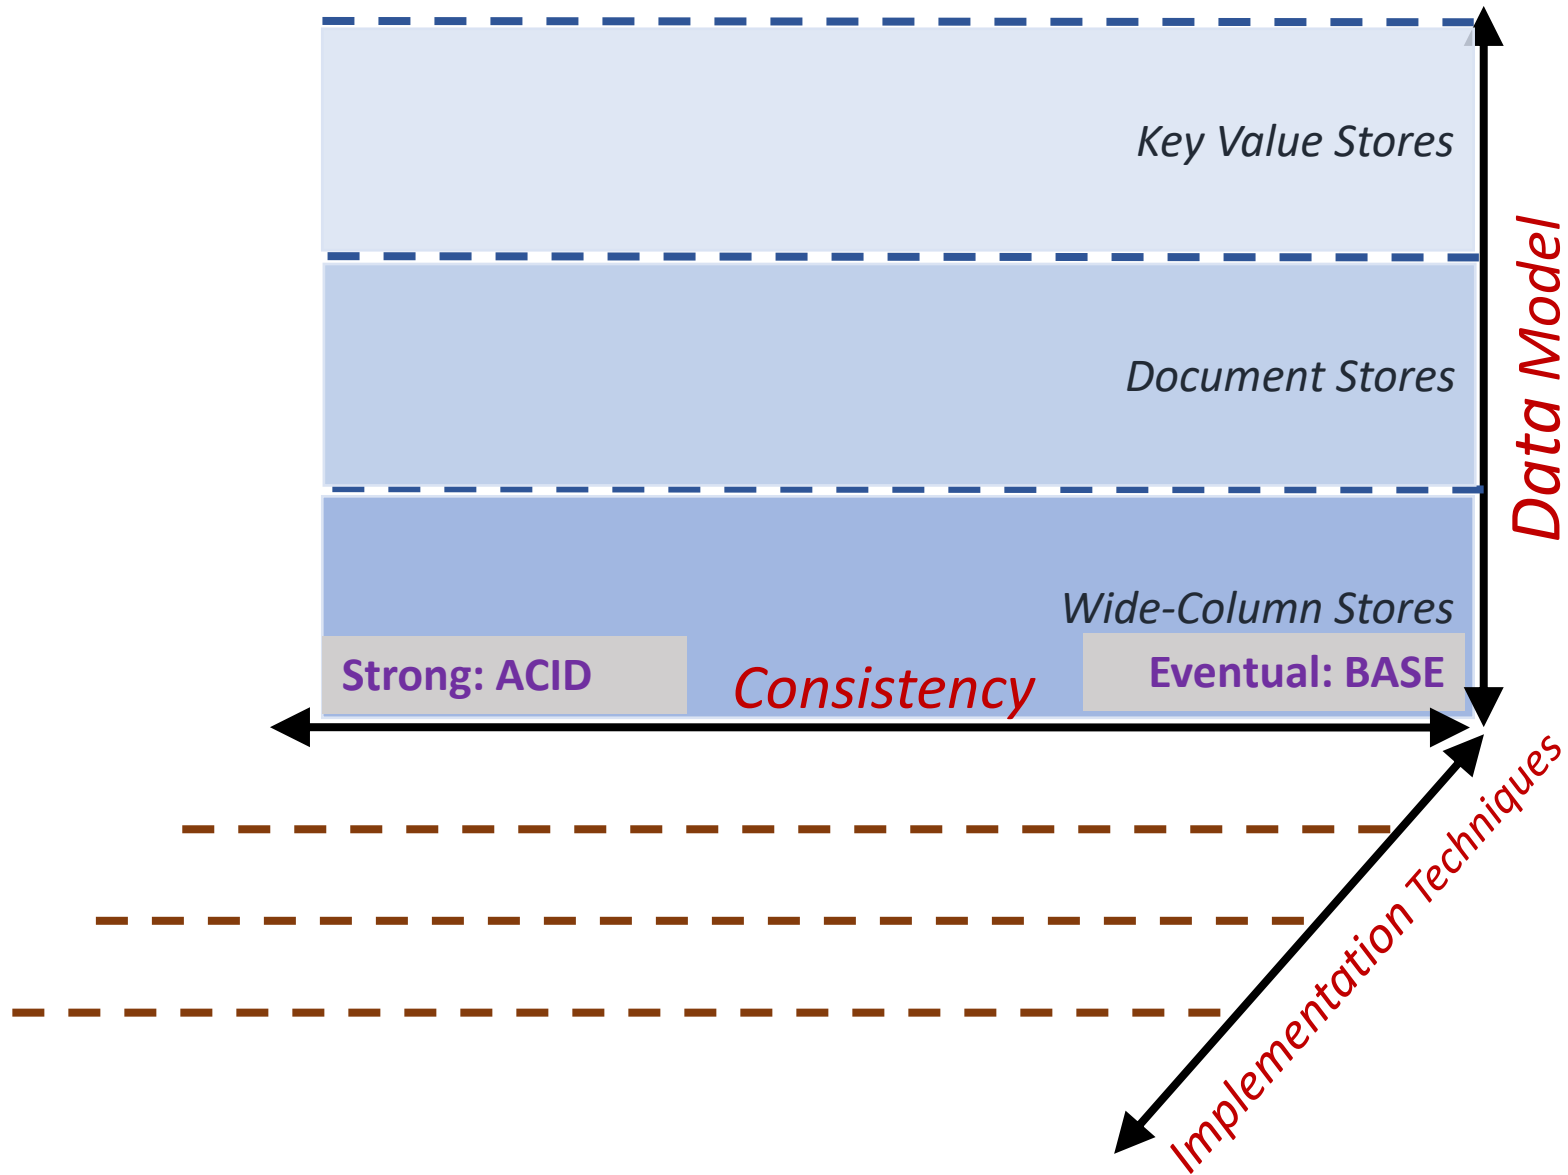 Key Value Stores
Document Stores
Data Model
Wide-Column Stores
Strong: ACID
Consistency
Eventual: BASE
Implementation Techniques